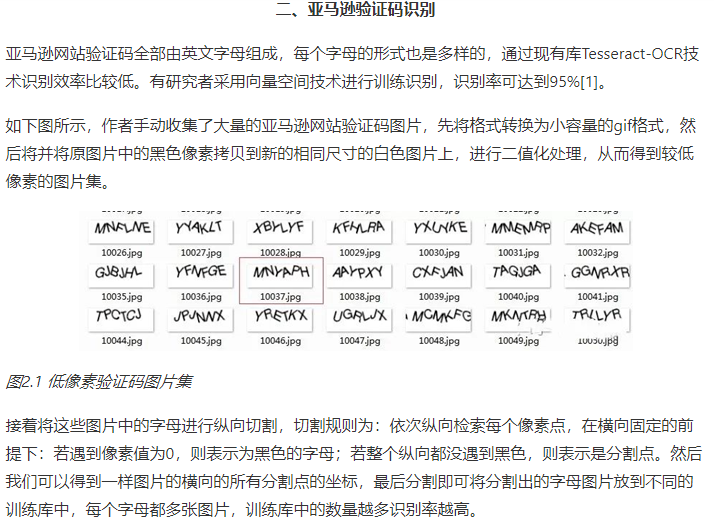 二、亚马逊验证码识别
亚马逊网站验证码全部由英文字母组成，每个字母的形式也是多样的，通过现有库Tesseract-OCR技
术识别效率比较低。有研究者采用向量空间技术进行训练识别，识别率可达到95%[1]。
如下图所示，作者手动收集了大量的亚马逊网站验证码图片，先将格式转换为小容量的gif格式，然
后将并将原图片中的黑色像素拷贝到新的相同尺寸的白色图片上，进行二值化处理，从而得到较低
像素的图片集。
MNELNE YYAKLT XBYLYF KFHLRA YXUYKE MMEMRP AKEFAM
10026.jpg 10027.jpg 10028.jpg 10029.jpg 10030.jpg 10031.jpg 10032.jpg
GJBJHL YFNFGE MNYAPH AAYPXY CXFJAN TAQJGA GGNRXR
10035.jpg 10036.jpg 10037.jpg 10038.jpg 10039.jpg 10040.jpg 10041.jpg
TPCTCJ JPJNNX YRETKX UGRLJX MCMKFG MKNTRH TRLLYR
10044.jpg 10045.jpg 10046.jpg 10047.jpg 10048.jpg 10049.jpg 10050.jpg
图2.1 低像素验证码图片集
接着将这些图片中的字母进行纵向切割，切割规则为：依次纵向检索每个像素点，在横向固定的前
提下：若遇到像素值为0，则表示为黑色的字母；若整个纵向都没遇到黑色，则表示是分割点。然后
我们可以得到一样图片的横向的所有分割点的坐标，最后分割即可将分割出的字母图片放到不同的
训练库中，每个字母都多张图片，训练库中的数量越多识别率越高。